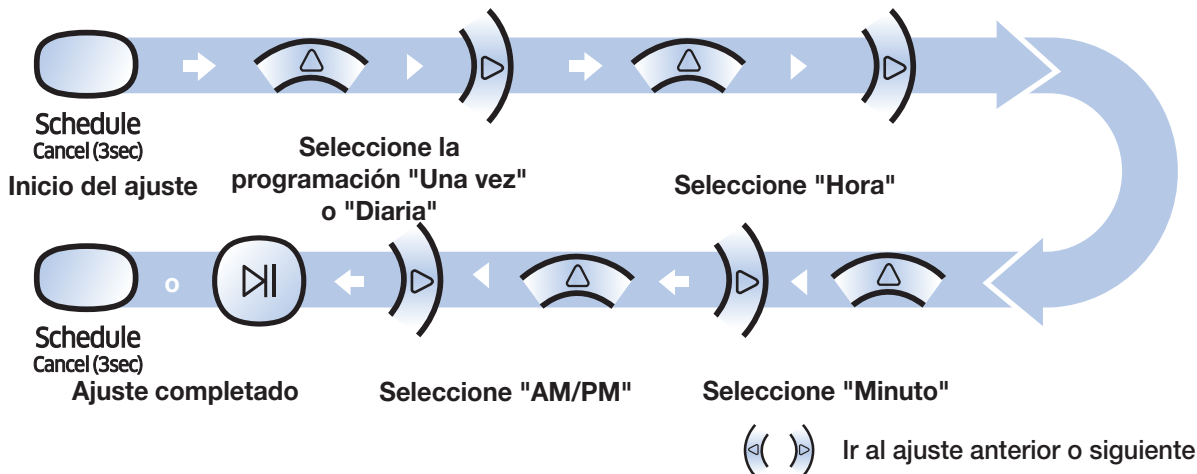 Schedule
Cancel (3sec)
Inicio del ajuste
Seleccione la
programación "Una vez"
o "Diaria"
Seleccione "Hora"
o
Schedule
Cancel (3sec)
Ajuste completado
Seleccione "AM/PM"
Seleccione "Minuto"
Ir al ajuste anterior o siguiente